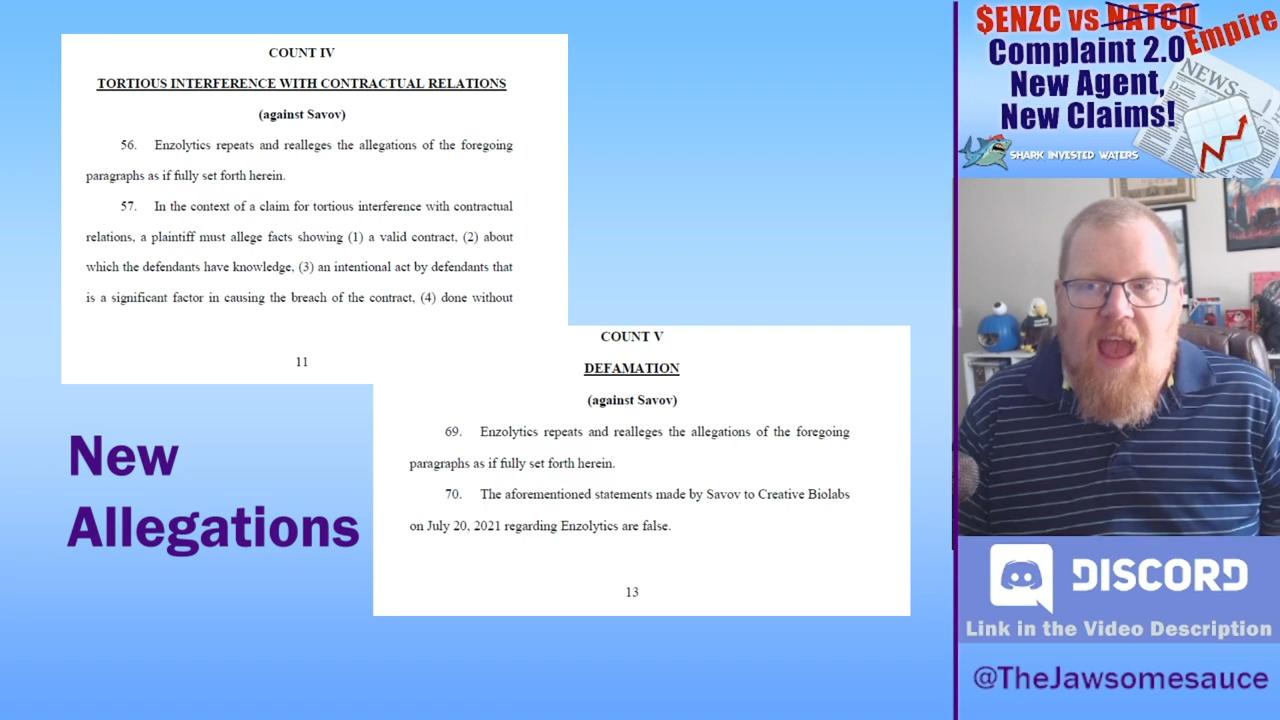 COUNT IV
TORTIOUS INTERFERENCE WITH CONTRACTUAL RELATIONS
(against Savov)
56. Enzolytics repeats and realleges the allegations of the foregoing
paragraphs as if fully set forth herein.
57. In the context of a claim for tortious interference with contractual
relations, a plaintiff must allege facts showing (1) a valid contract, (2) about
which the defendants have knowledge, (3) an intentional act by defendants that
is a significant factor in causing the breach of the contract, (4) done without
11
COUNT V
DEFAMATION
(against Savov)
69. Enzolytics repeats and realleges the allegations of the foregoing
paragraphs as if fully set forth herein.
70. The aforementioned statements made by Savov to Creative Biolabs
on July 20, 2021 regarding Enzolytics are false.
13
New
Allegations
$ENZC vs NATCO
Empire
Complaint 2.0
New Agent,
New Claims!
NEWS
SHARK INVESTED WATERS
DISCORD
Link in the Video Description
@TheJawsomesauce